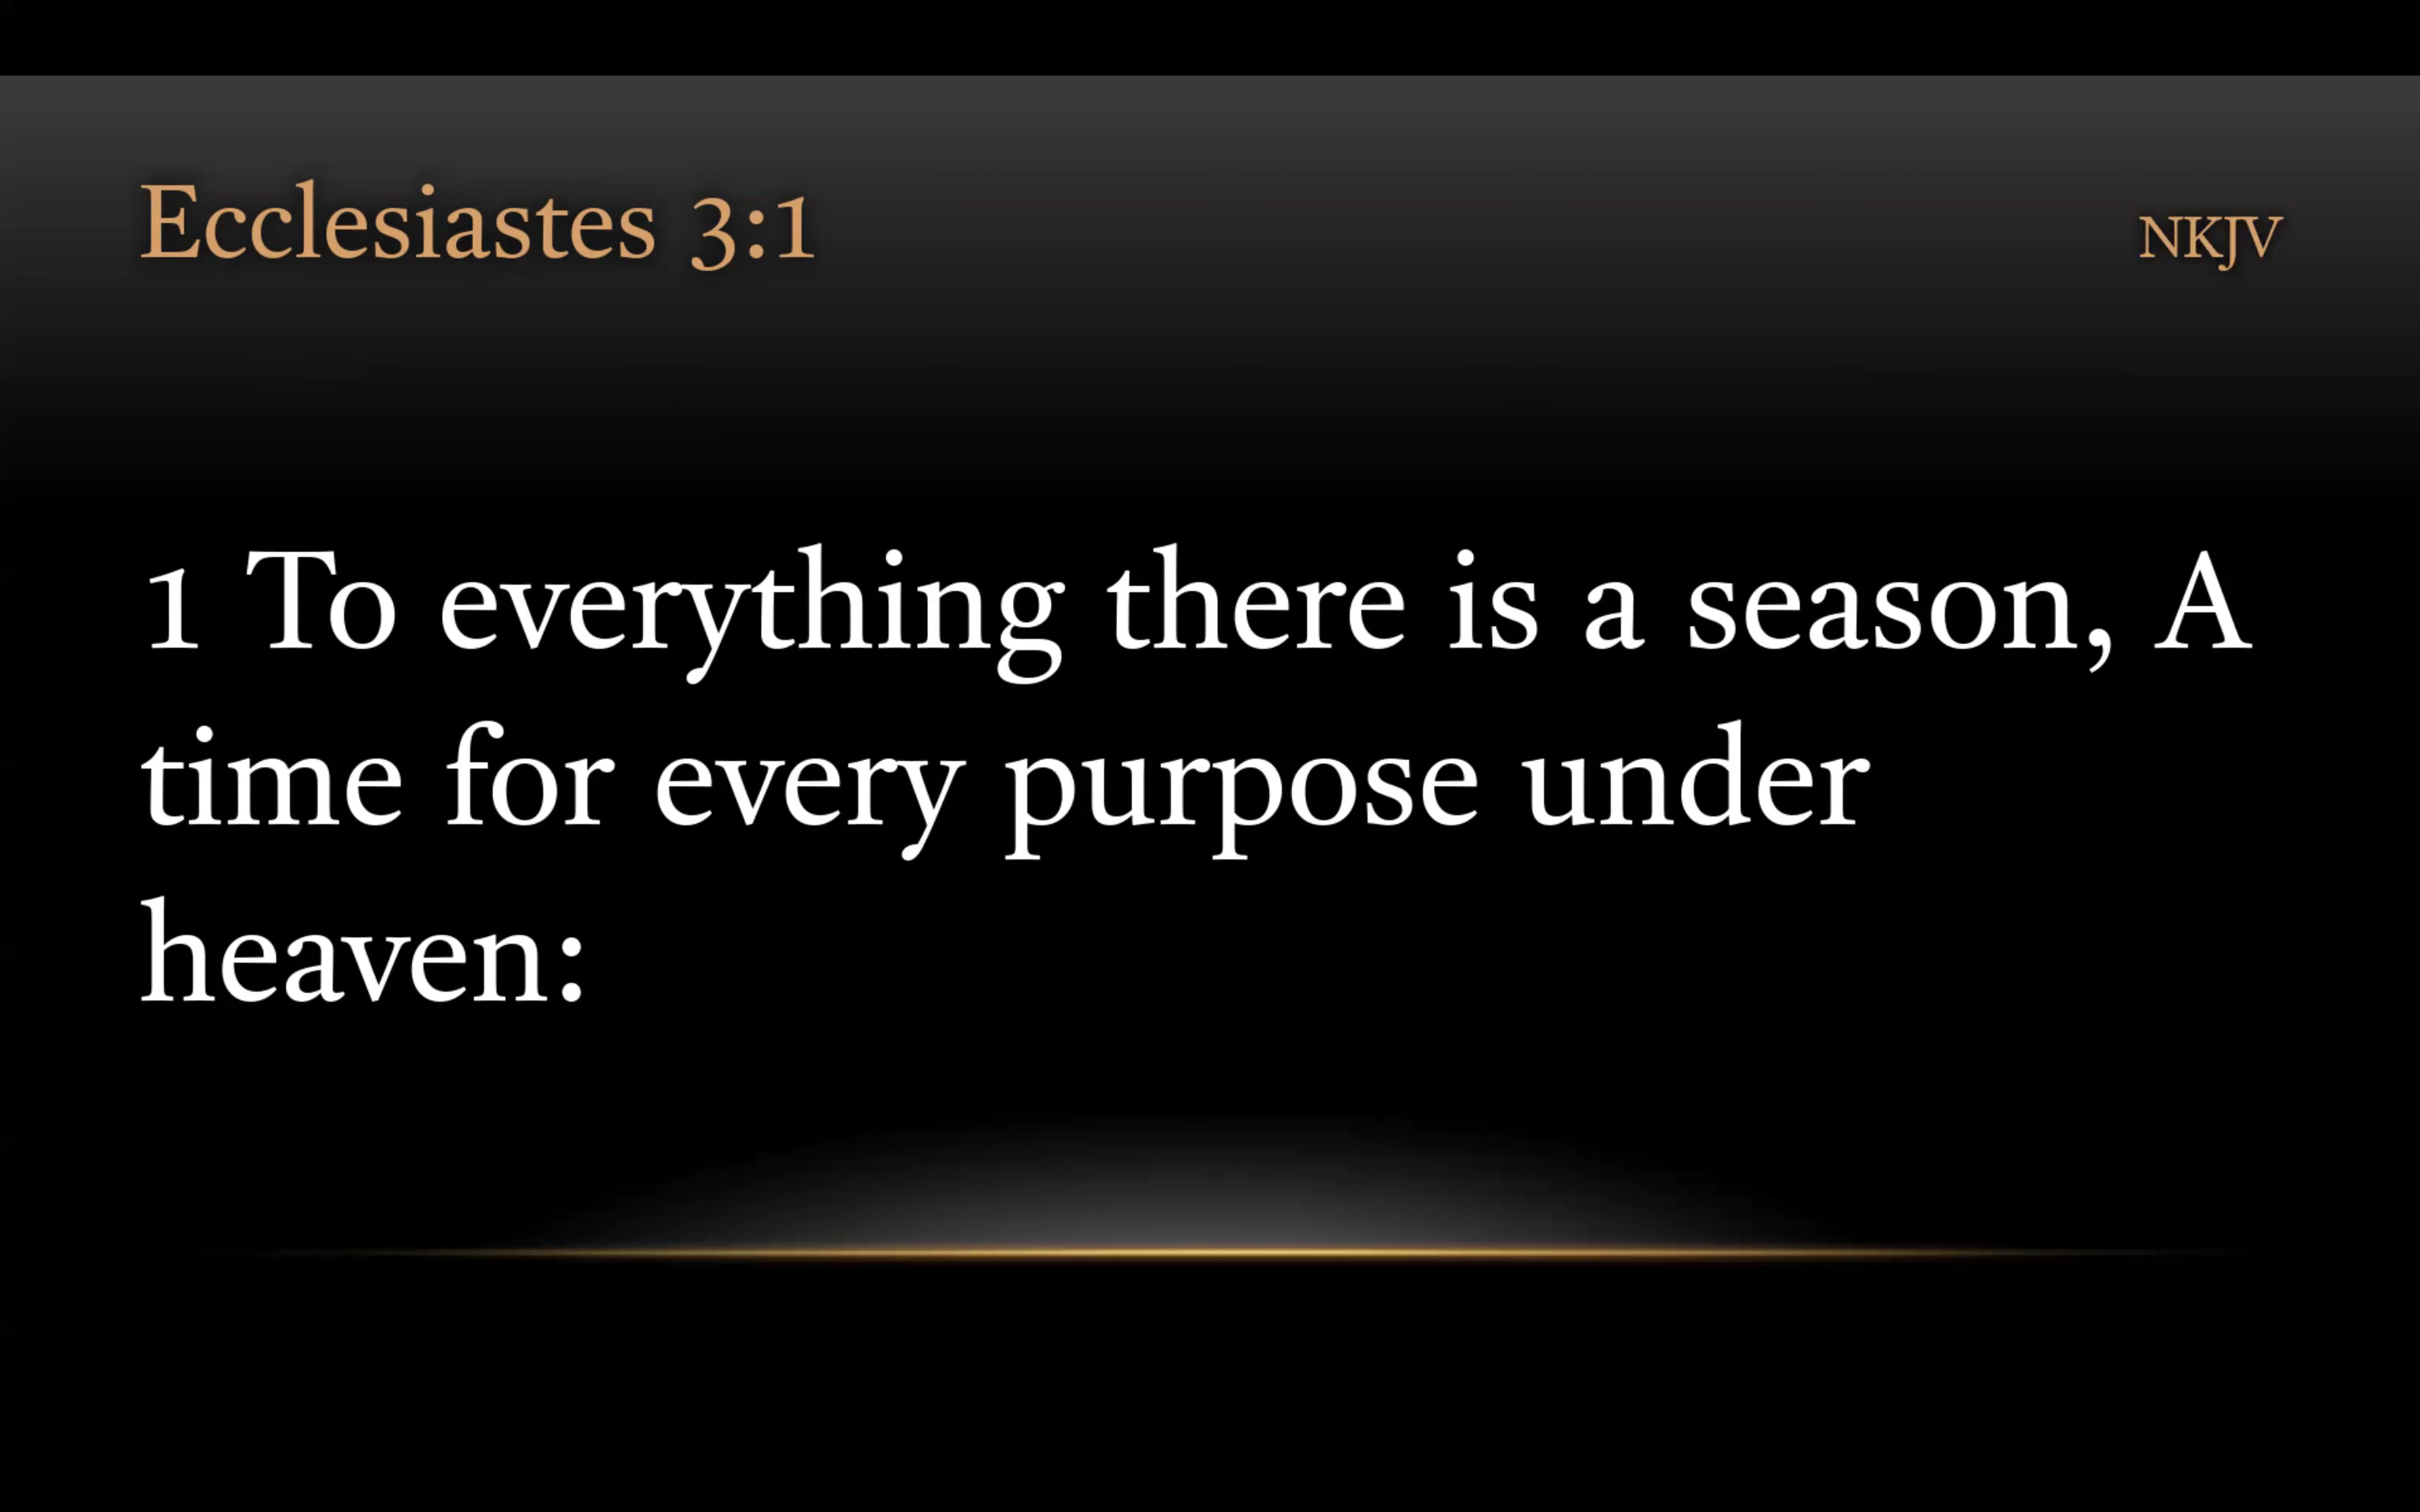 Ecclesiastes 3:1
NKJV
1 To everything there is a season, A
time for every purpose under
heaven: